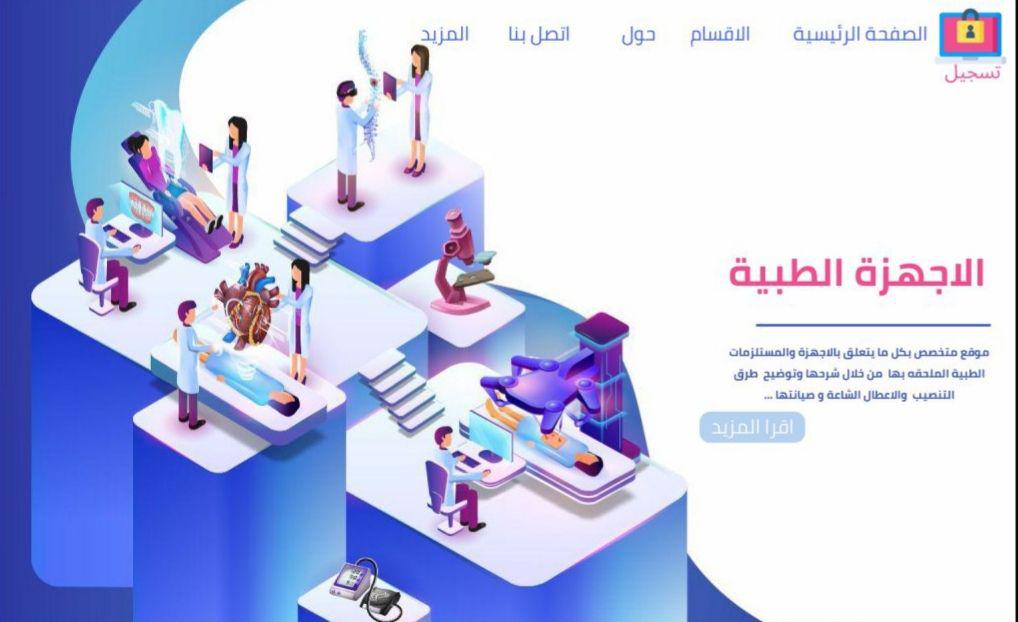 الصفحة الرئيسية
الاقسام
حول
اتصل بنا
المزيد
تسجيل
الاجهزة الطبية
موقع متخصص بكل ما يتعلق بالاجهزة والمستلزمات
الطبية الملحقه بها من خلال شرحها وتوضيح طرق
التنصيب والاعطال الشاعة و صيانتها ...
اقرا المزيد